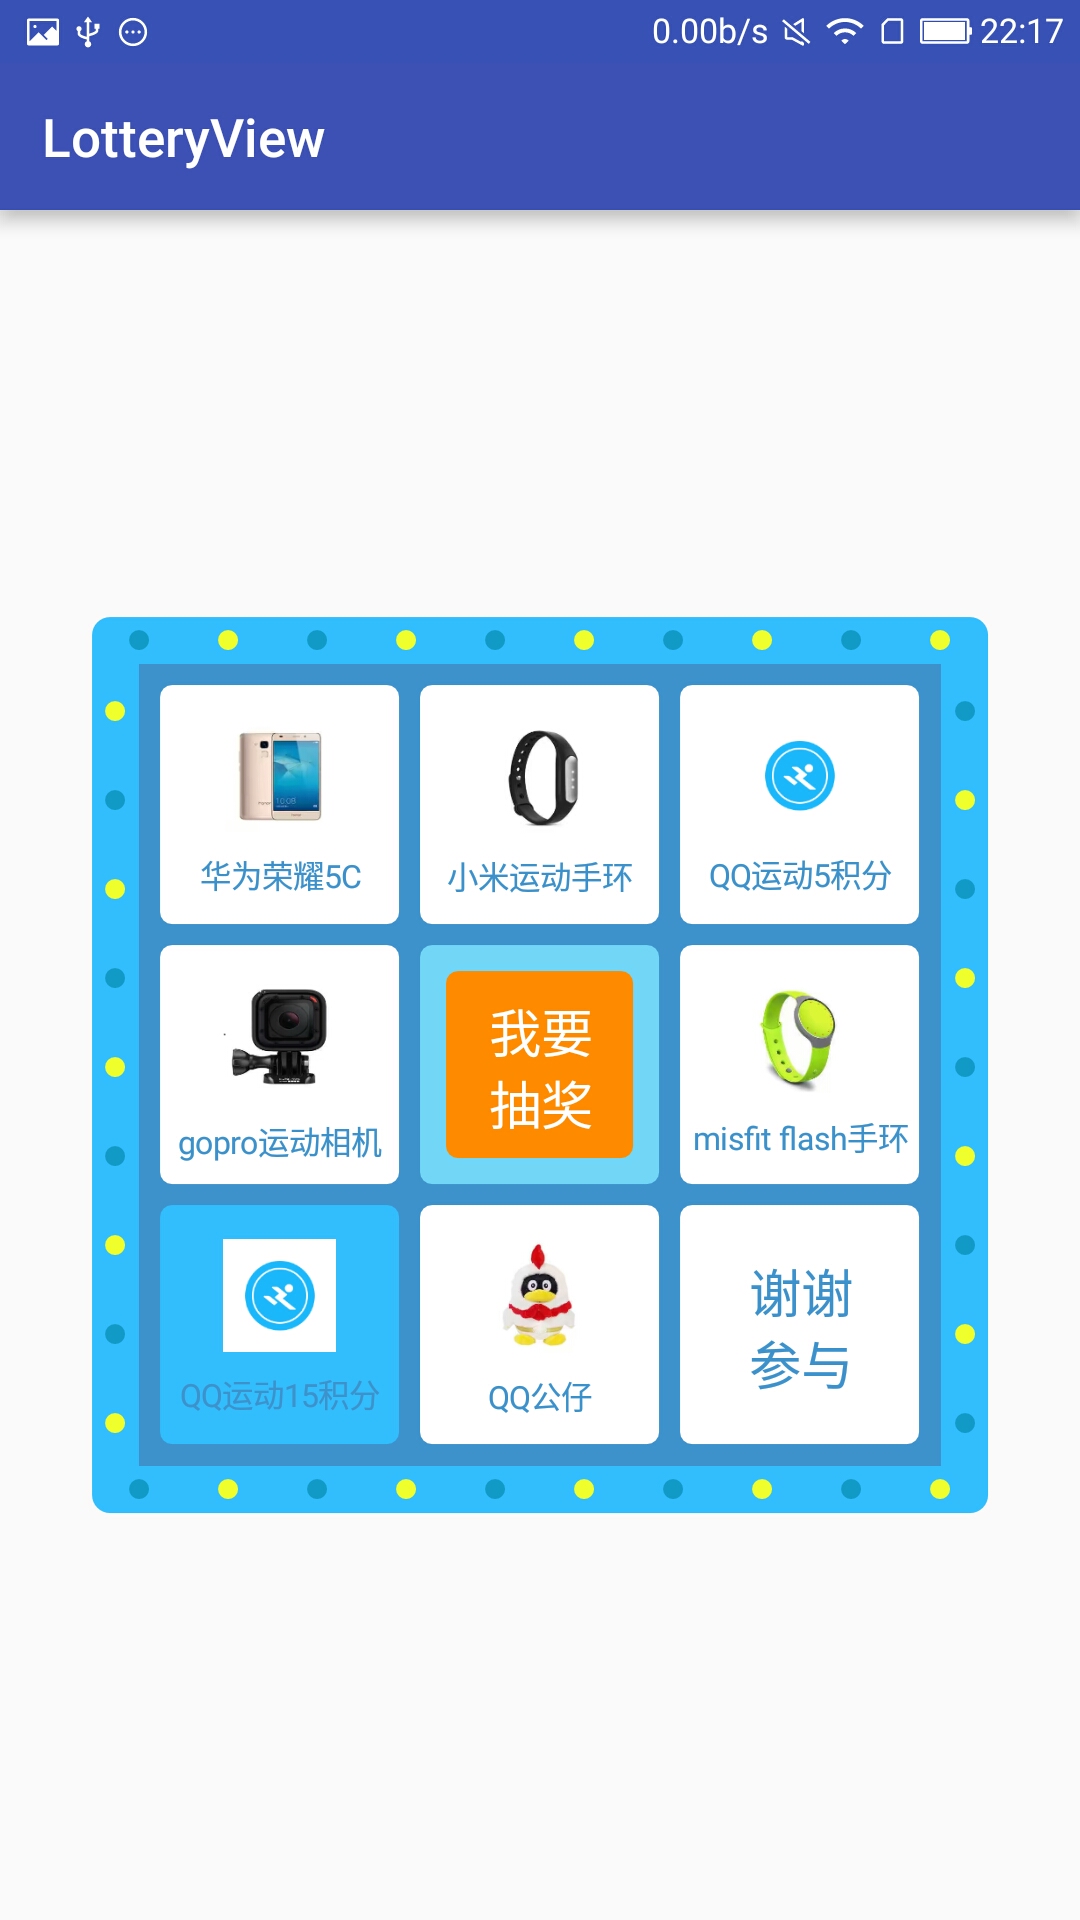 0.00b/s 22:17
LotteryView
华为荣耀5C
小米运动手环
QQ运动5积分
gopro运动相机
我要
抽奖
misfit flash手环
QQ运动15积分
QQ公仔
谢谢
参与